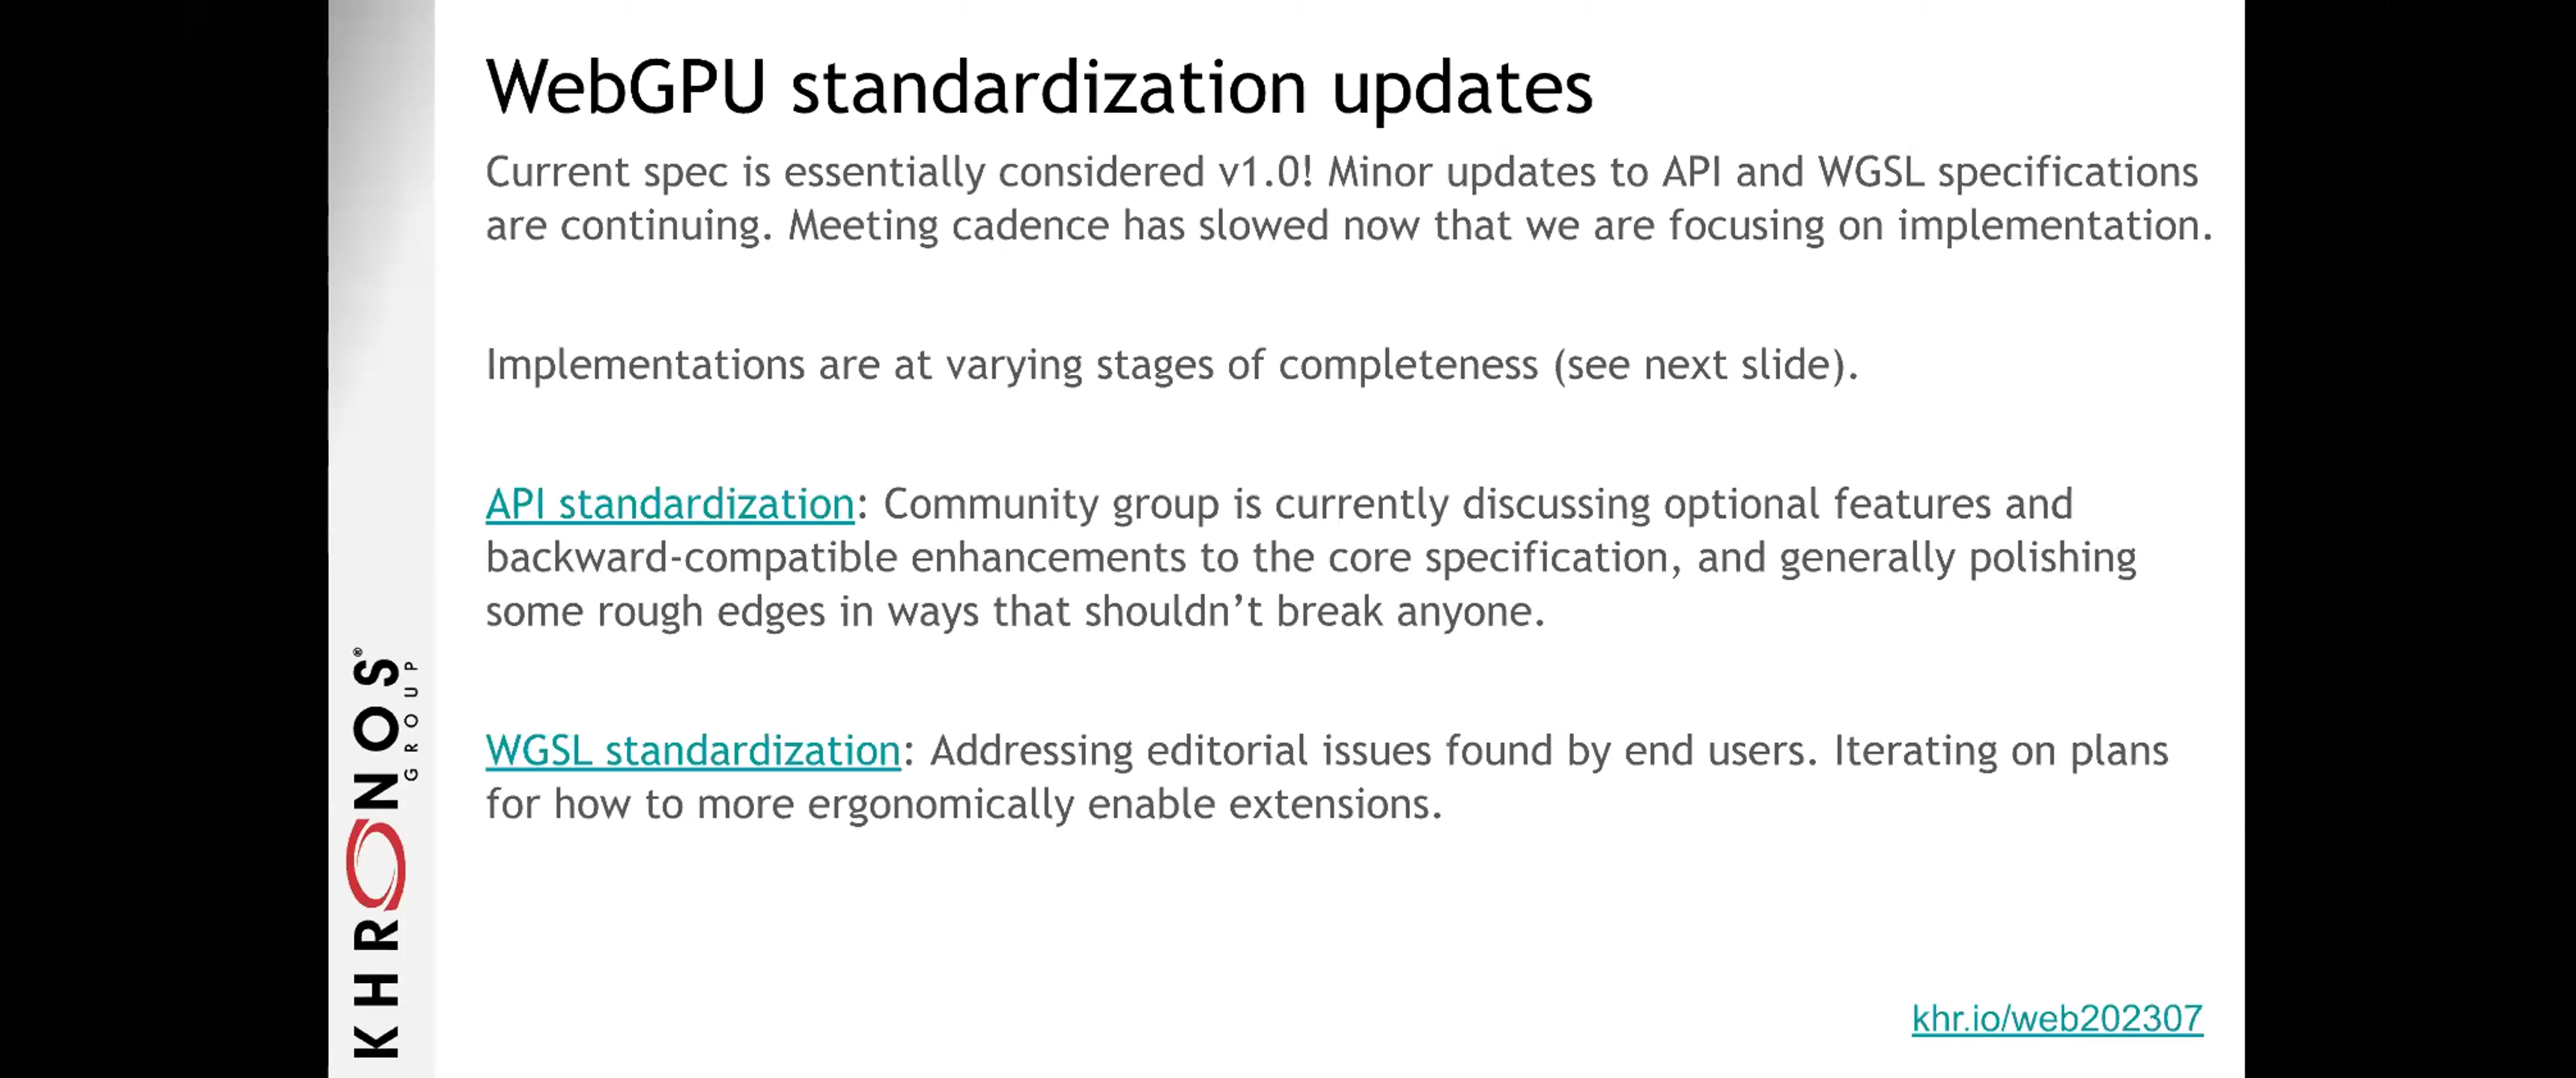 WebGPU standardization updates
Current spec is essentially considered v1.0! Minor updates to API and WGSL specifications
are continuing. Meeting cadence has slowed now that we are focusing on implementation.
Implementations are at varying stages of completeness (see next slide).
API standardization: Community group is currently discussing optional features and
backward-compatible enhancements to the core specification, and generally polishing
some rough edges in ways that shouldn’t break anyone.
WGSL standardization: Addressing editorial issues found by end users. Iterating on plans
for how to more ergonomically enable extensions.
KHRONOS®
GROUP
khr.io/web202307